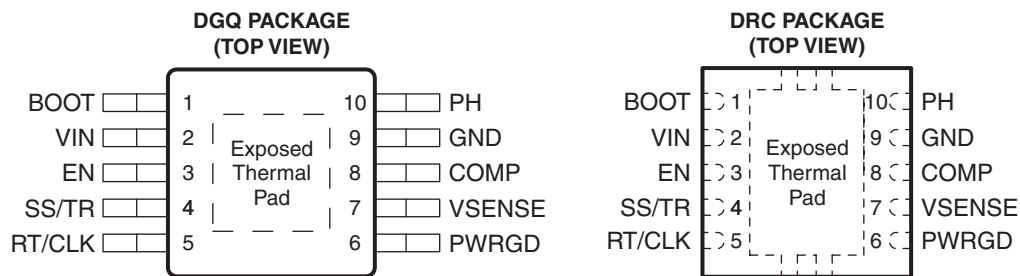 DGQ PACKAGE
(TOP VIEW)
BOOT 1 10 PH
VIN 2 9 GND
EN 3 8 COMP
SS/TR 4 7 VSENSE
RT/CLK 5 6 PWRGD
Exposed
Thermal
Pad
DRC PACKAGE
(TOP VIEW)
BOOT 1 10 PH
VIN 2 9 GND
EN 3 8 COMP
SS/TR 4 7 VSENSE
RT/CLK 5 6 PWRGD
Exposed
Thermal
Pad